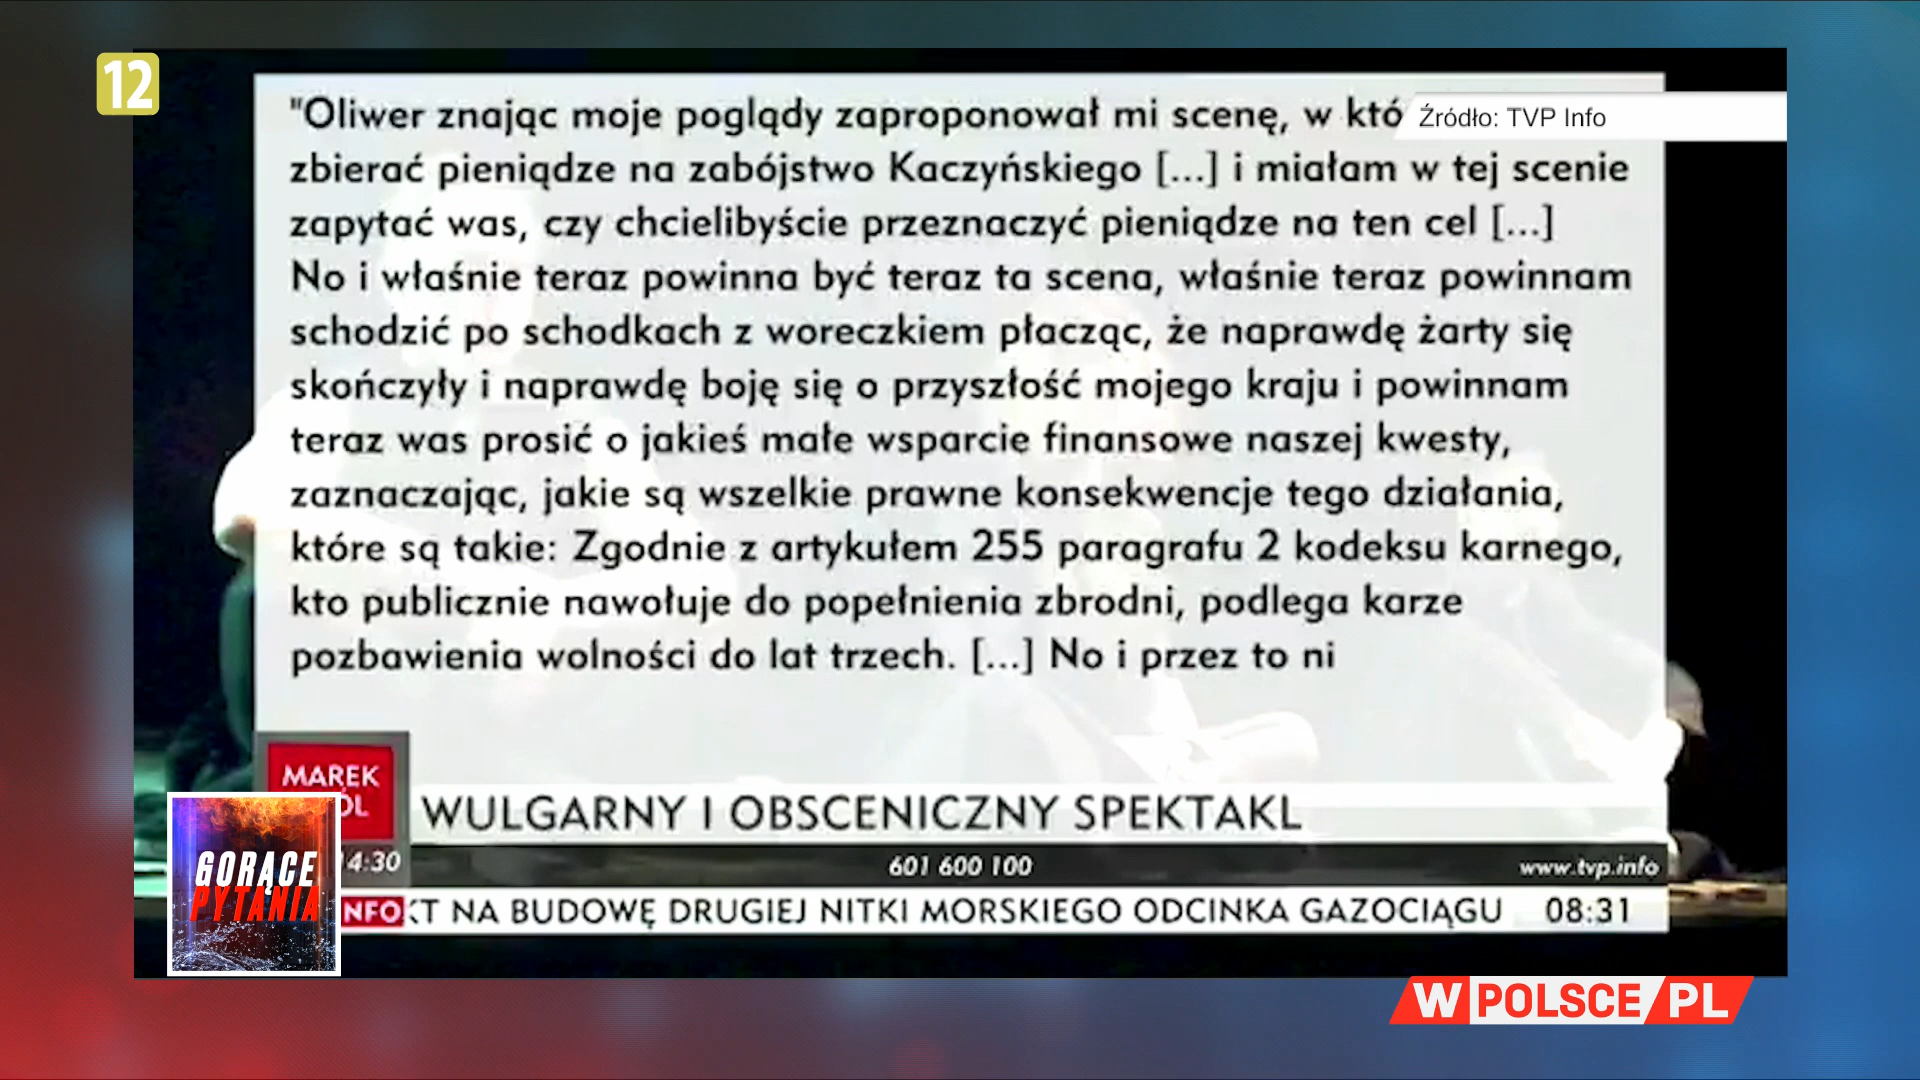 12
"Oliwer znając moje poglądy zaproponował mi scenę, w
Źródło: TVP Info
zbierać pieniądze na zabójstwo Kaczyńskiego [...] i miałam w tej scenie
zapytać was, czy chcielibyście przeznaczyć pieniądze na ten cel [...]
No i właśnie teraz powinna być teraz ta scena, właśnie teraz powinnam
schodzić po schodkach z woreczkiem płacząc, że naprawdę żarty się
skończyły i naprawdę boję się o przyszłość mojego kraju i powinnam
teraz was prosić o jakieś małe wsparcie finansowe naszej kwesty,
zaznaczając, jakie są wszelkie prawne konsekwencje tego działania,
które są takie: Zgodnie z artykułem 255 paragrafu 2 kodeksu karnego,
kto publicznie nawołuje do popełnienia zbrodni, podlega karze
pozbawienia wolności do lat trzech. [...] No i przez to ni
MAREK
WULGARNY I OBSCENICZNY SPEKTAKL
GORĄCE
PYTANIA
4:30
601 600 100
www.tvp.info
NFO
KT NA BUDOWĘ DRUGIEJ NITKI MORSKIEGO ODCINKA GAZOCIĄGU
08:31
W POLSCE/PL